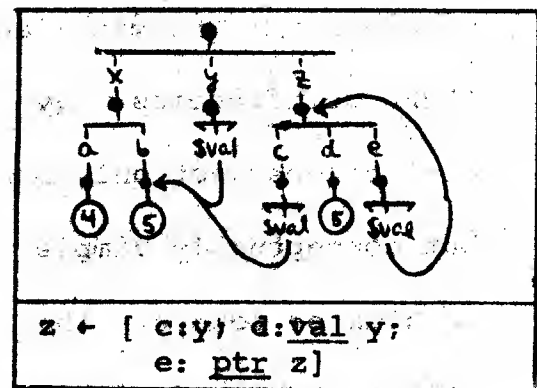 x y z
a b $val c d e
4 5 $val 5 $val
z ← [ c:y; d:val y;
e: ptr z]